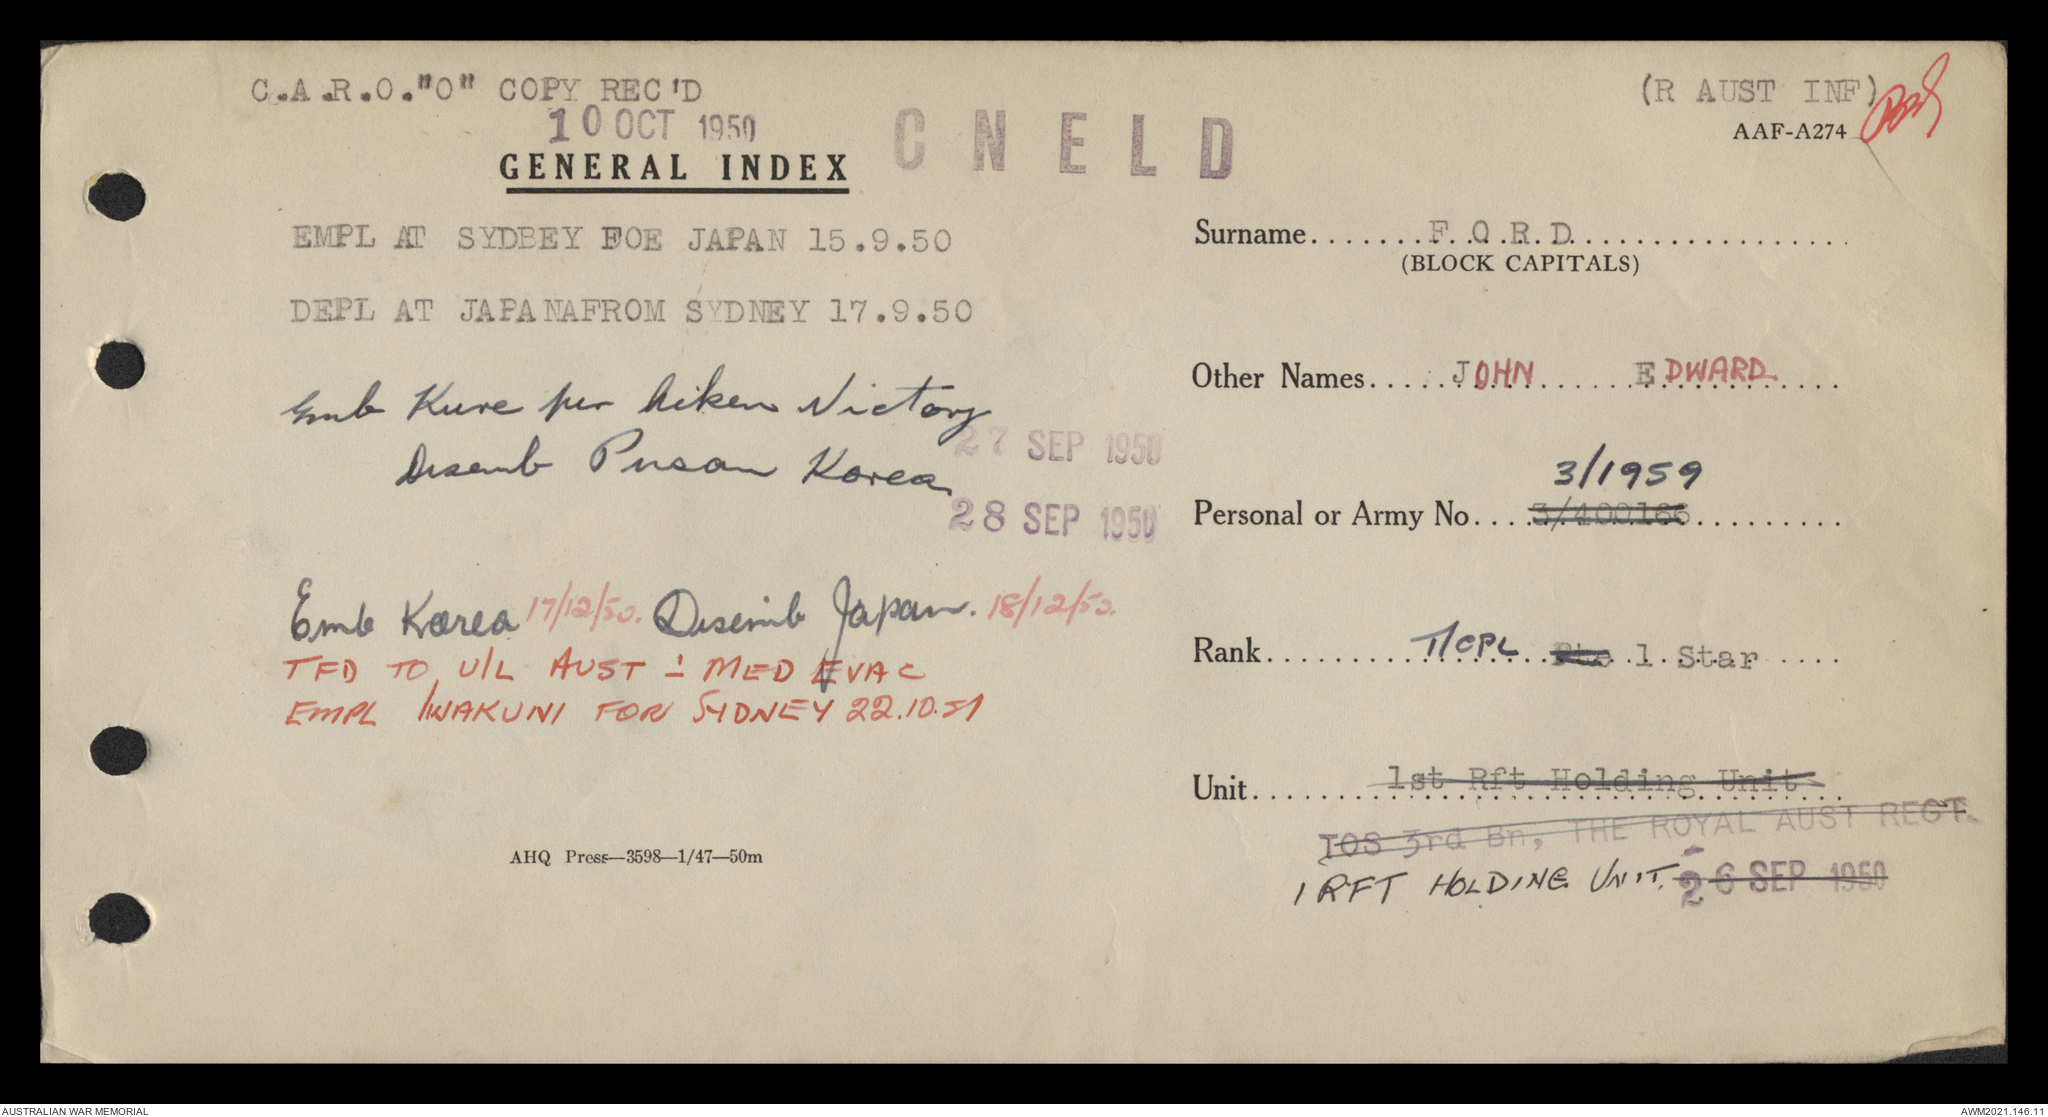 C.A.R.O."O" COPY REC'D
10 OCT 1950
GENERAL INDEX
CNELD
(R AUST INF)
AAF-A274
EMPL AT SYDBEY FOE JAPAN 15.9.50
DEPL AT JAPANAFROM SYDNEY 17.9.50
Emb Kure per Aiken Victory
27 SEP 1950
Disemb Pusan Korea
28 SEP 1950
Emb Korea 17/12/50. Disemb Japan. 18/12/50.
TFD TO U/L AUST - MED EVAC
EMPL IWAKUNI FOR SYDNEY 22.10.51
AHQ Press—3598—1/47—50m
Surname FORD
(BLOCK CAPITALS)
Other Names JOHN EDWARD
3/1959
Personal or Army No. 3/400166
Rank T/CPL Pte 1 Star
Unit 1st Rft Holding Unit
TOS 3rd Bn, THE ROYAL AUST REGT.
1 RFT HOLDING UNIT. 26 SEP 1950
AUSTRALIAN WAR MEMORIAL
AWM2021.146.11